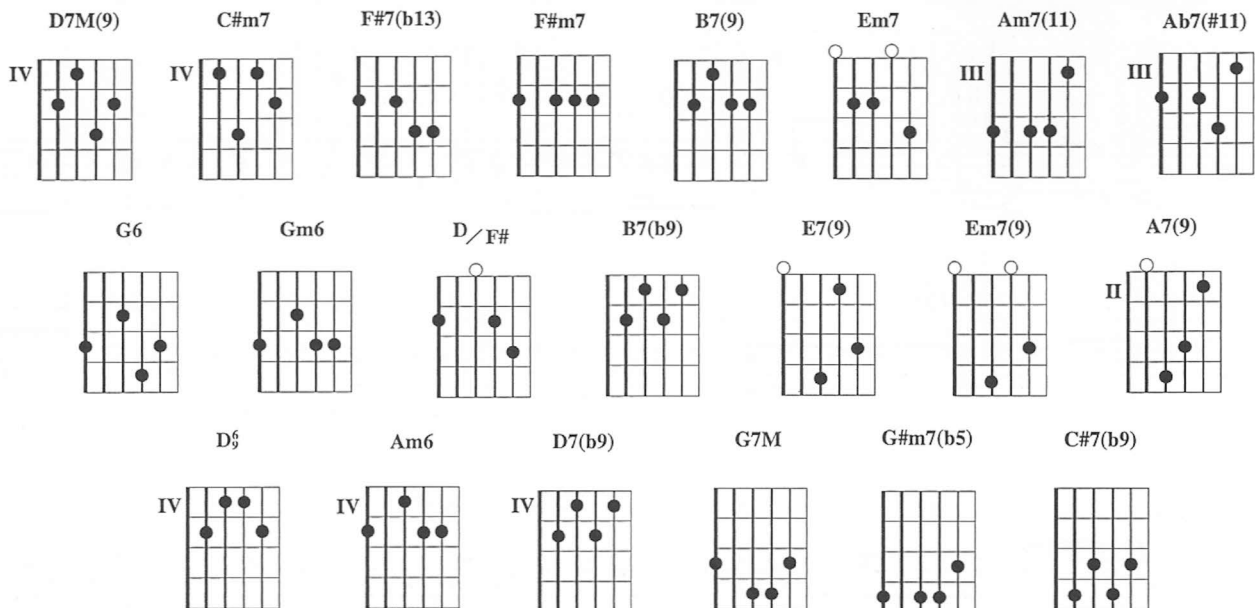 D7M(9) C#m7 F#7(b13) F#m7 B7(9) Em7 Am7(11) Ab7(#11)
IV IV III III
G6 Gm6 D/F# B7(b9) E7(9) Em7(9) A7(9)
II
D6/9 Am6 D7(b9) G7M G#m7(b5) C#7(b9)
IV IV IV